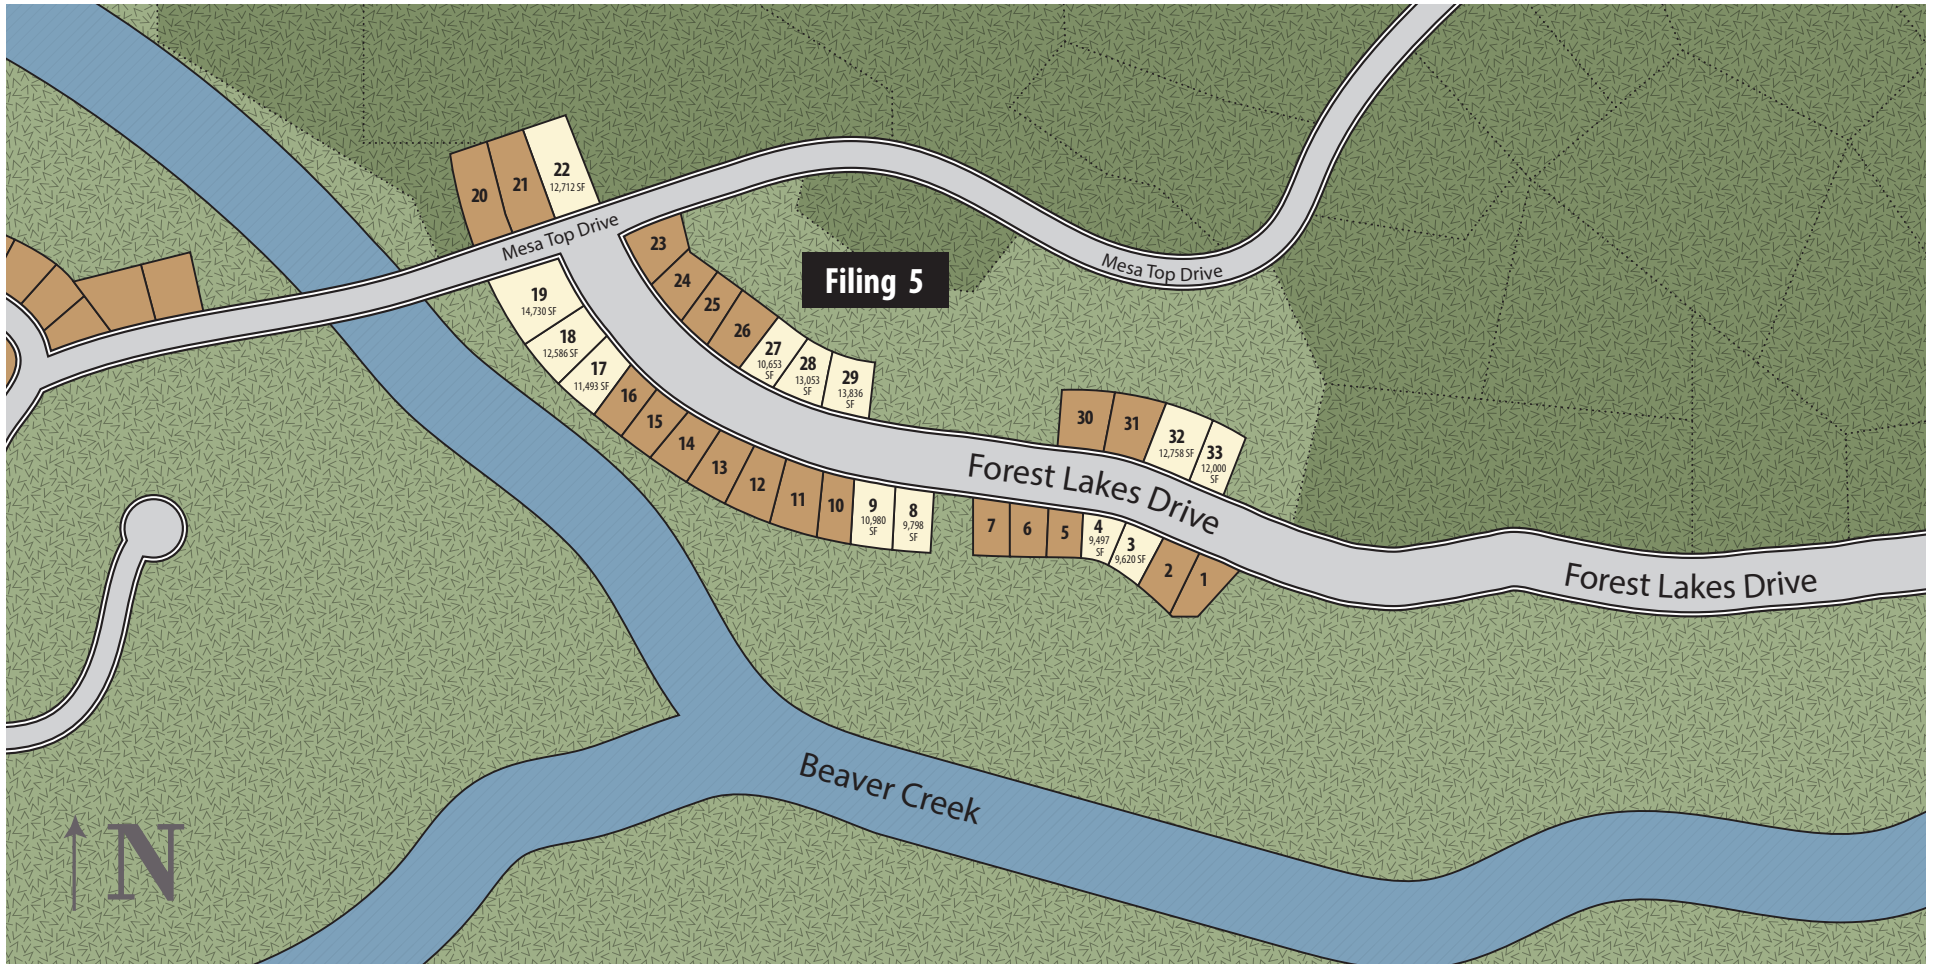 22
12,712 SF
21
20
Mesa Top Drive
23
24
25
26
27
10,653
SF
28
13,053
SF
29
13,836
SF
Filing 5
Mesa Top Drive
19
14,730 SF
18
12,586 SF
17
11,493 SF
16
15
14
13
12
11
10
9
10,980
SF
8
9,798
SF
30
31
32
12,758 SF
33
12,000
SF
Forest Lakes Drive
7
6
5
4
9,497
SF
3
9,620 SF
2
1
Forest Lakes Drive
Beaver Creek
N